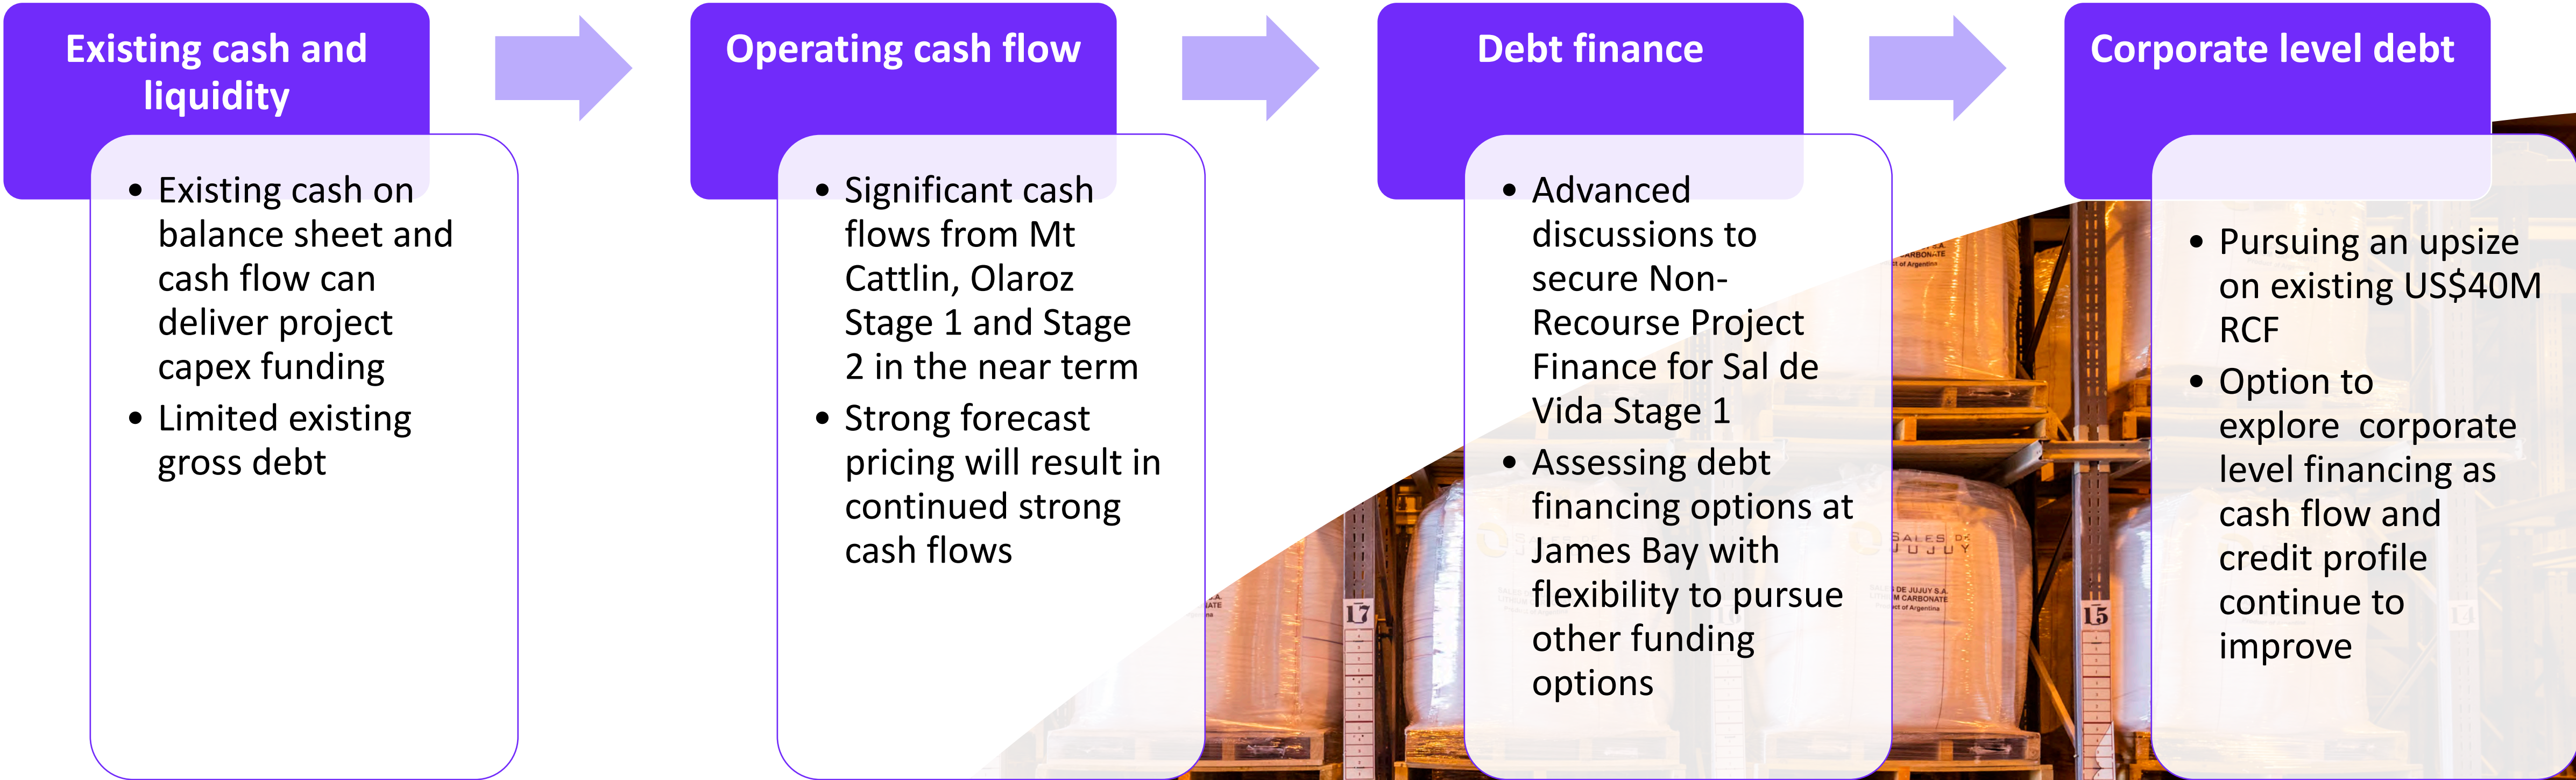 Existing cash and
liquidity
• Existing cash on
balance sheet and
cash flow can
deliver project
capex funding
• Limited existing
gross debt
Operating cash flow
• Significant cash
flows from Mt
Cattlin, Olaroz
Stage 1 and Stage
2 in the near term
• Strong forecast
pricing will result in
continued strong
cash flows
Debt finance
• Advanced
discussions to
secure Non-
Recourse Project
Finance for Sal de
Vida Stage 1
• Assessing debt
financing options at
James Bay with
flexibility to pursue
other funding
options
Corporate level debt
• Pursuing an upsize
on existing US$40M
RCF
• Option to
explore  corporate
level financing as
cash flow and
credit profile
continue to
improve
SALES DE
JUJUY
DE JUJUY S.A.
CARBONATE
of Argentina
17
15